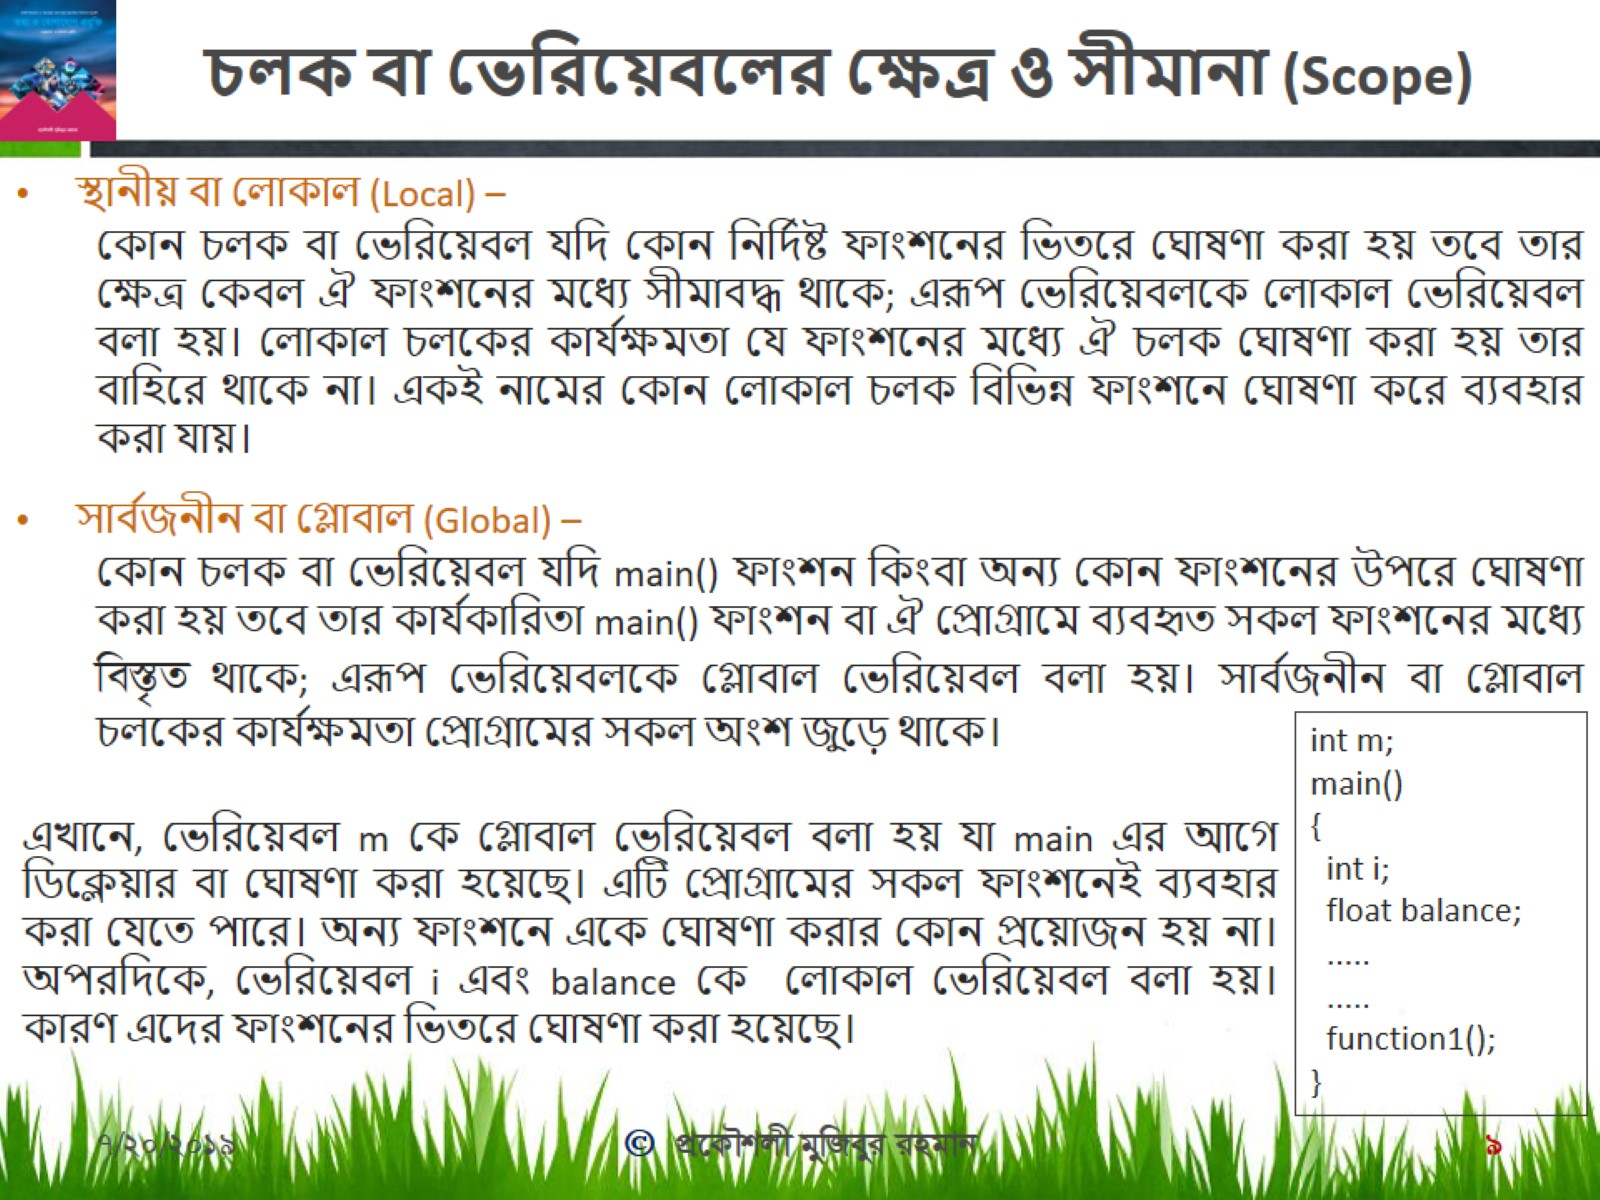 চলক বা ভেরিয়েবলের ক্ষেত্র ও সীমানা (Scope)
• স্থানীয় বা লোকাল (Local) –
কোন চলক বা ভেরিয়েবল যদি কোন নির্দিষ্ট ফাংশনের ভিতরে ঘোষণা করা হয় তবে তার
ক্ষেত্র কেবল ঐ ফাংশনের মধ্যে সীমাবদ্ধ থাকে; এরূপ ভেরিয়েবলকে লোকাল ভেরিয়েবল
বলা হয়। লোকাল চলকের কার্যক্ষমতা যে ফাংশনের মধ্যে ঐ চলক ঘোষণা করা হয় তার
বাহিরে থাকে না। একই নামের কোন লোকাল চলক বিভিন্ন ফাংশনে ঘোষণা করে ব্যবহার
করা যায়।
• সার্বজনীন বা গ্লোবাল (Global) –
কোন চলক বা ভেরিয়েবল যদি main() ফাংশন কিংবা অন্য কোন ফাংশনের উপরে ঘোষণা
করা হয় তবে তার কার্যকারিতা main() ফাংশন বা ঐ প্রোগ্রামে ব্যবহৃত সকল ফাংশনের মধ্যে
বিস্তৃত থাকে; এরূপ ভেরিয়েবলকে গ্লোবাল ভেরিয়েবল বলা হয়। সার্বজনীন বা গ্লোবাল
চলকের কার্যক্ষমতা প্রোগ্রামের সকল অংশ জুড়ে থাকে।
এখানে, ভেরিয়েবল m কে গ্লোবাল ভেরিয়েবল বলা হয় যা main এর আগে
ডিক্লেয়ার বা ঘোষণা করা হয়েছে। এটি প্রোগ্রামের সকল ফাংশনেই ব্যবহার
করা যেতে পারে। অন্য ফাংশনে একে ঘোষণা করার কোন প্রয়োজন হয় না।
অপরদিকে, ভেরিয়েবল i এবং balance কে লোকাল ভেরিয়েবল বলা হয়।
কারণ এদের ফাংশনের ভিতরে ঘোষণা করা হয়েছে।
int m;
main()
{
int i;
float balance;
.....
.....
function1();
}
৭/২০/২০১৯
© প্রকৌশলী মুজিবুর রহমান
৯